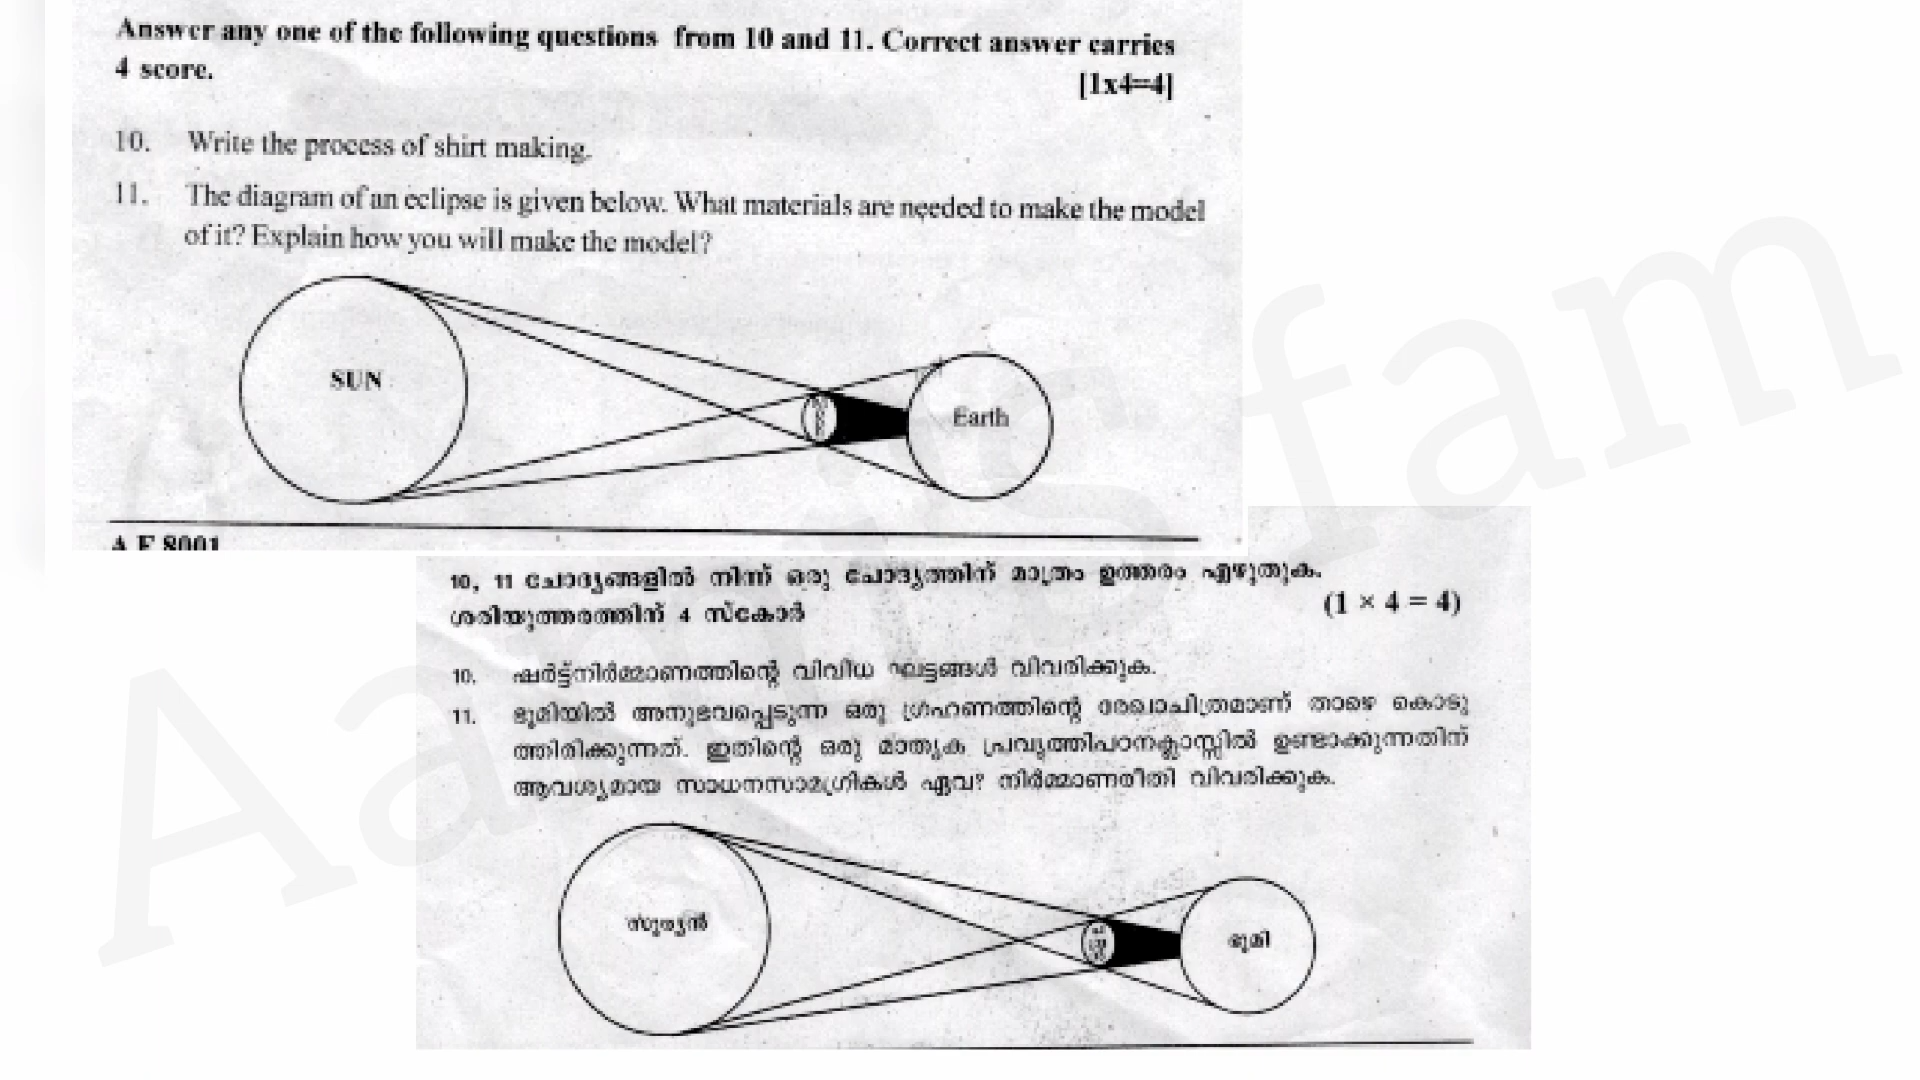 Answer any one of the following questions from 10 and 11. Correct answer carries
4 score.
[1x4=4]
10. Write the process of shirt making.
11. The diagram of an eclipse is given below. What materials are needed to make the model
of it? Explain how you will make the model?
SUN
Earth
A F 8001
10, 11 ചോദ്യങ്ങളിൽ നിന്ന് ഒരു ചോദ്യത്തിന് മാത്രം ഉത്തരം എഴുതുക.
ശരിയുത്തരത്തിന് 4 സ്കോർ
(1 × 4 = 4)
10. ഷർട്ട്നിർമ്മാണത്തിന്റെ വിവിധ ഘട്ടങ്ങൾ വിവരിക്കുക.
11. ഭൂമിയിൽ അനുഭവപ്പെടുന്ന ഒരു ഗ്രഹണത്തിന്റെ രേഖാചിത്രമാണ് താഴെ കൊടു
ത്തിരിക്കുന്നത്. ഇതിന്റെ ഒരു മാതൃക പ്രവൃത്തിപഠനക്ലാസ്സിൽ ഉണ്ടാക്കുന്നതിന്
ആവശ്യമായ സാധനസാമഗ്രികൾ ഏവ? നിർമ്മാണരീതി വിവരിക്കുക.
സൂര്യൻ
ഭൂമി